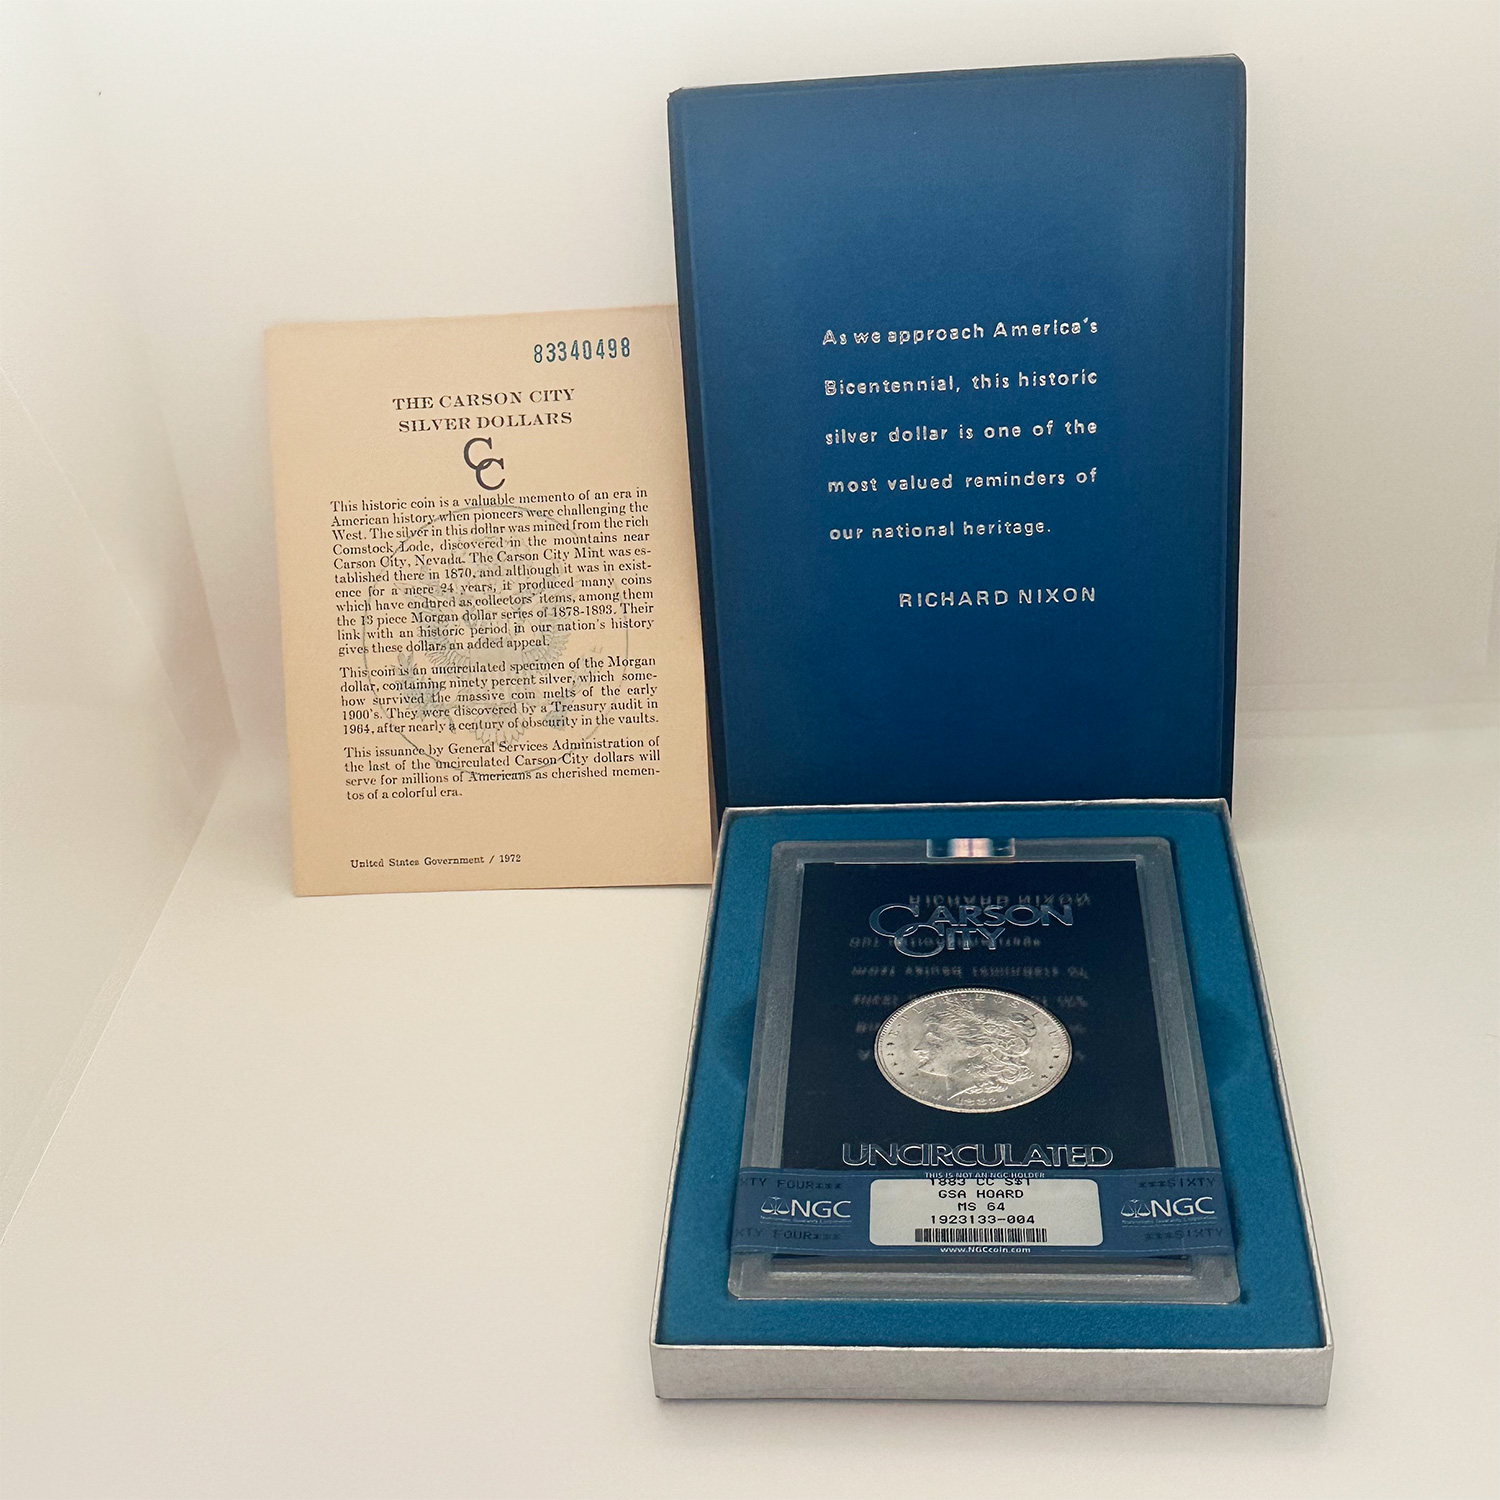 83340498
THE CARSON CITY
SILVER DOLLARS
CC
This historic coin is a valuable memento of an era in
American history when pioneers were challenging the
West. The silver in this dollar was mined from the rich
Comstock Lode, discovered in the mountains near
Carson City, Nevada. The Carson City Mint was es-
tablished there in 1870, and although it was in exist-
ence for a mere 24 years, it produced many coins
which have endured as collectors' items, among them
the 13 piece Morgan dollar series of 1878-1893. Their
link with an historic period in our nation's history
gives these dollars an added appeal.
This coin is an uncirculated specimen of the Morgan
dollar, containing ninety percent silver, which some-
how survived the massive coin melts of the early
1900's. They were discovered by a Treasury audit in
1964, after nearly a century of obscurity in the vaults.
This issuance by General Services Administration of
the last of the uncirculated Carson City dollars will
serve for millions of Americans as cherished memen-
tos of a colorful era.
United States Government / 1972
As we approach America's
Bicentennial, this historic
silver dollar is one of the
most valued reminders of
our national heritage.
RICHARD NIXON
CARSON
CITY
UNCIRCULATED
THIS IS NOT AN NGC HOLDER
XTY FOUR***
***SIXTY
1883 CC S$1
GSA HOARD
MS 64
1923133-004
NGC
NGC
XTY FOUR***
***SIXTY
www.NGCcoin.com